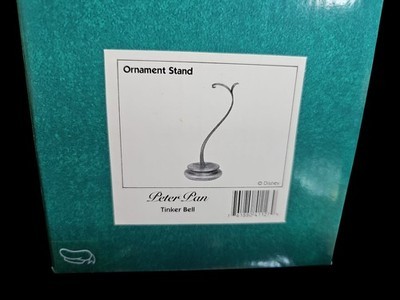 Ornament Stand
© Disney
Peter Pan
Tinker Bell